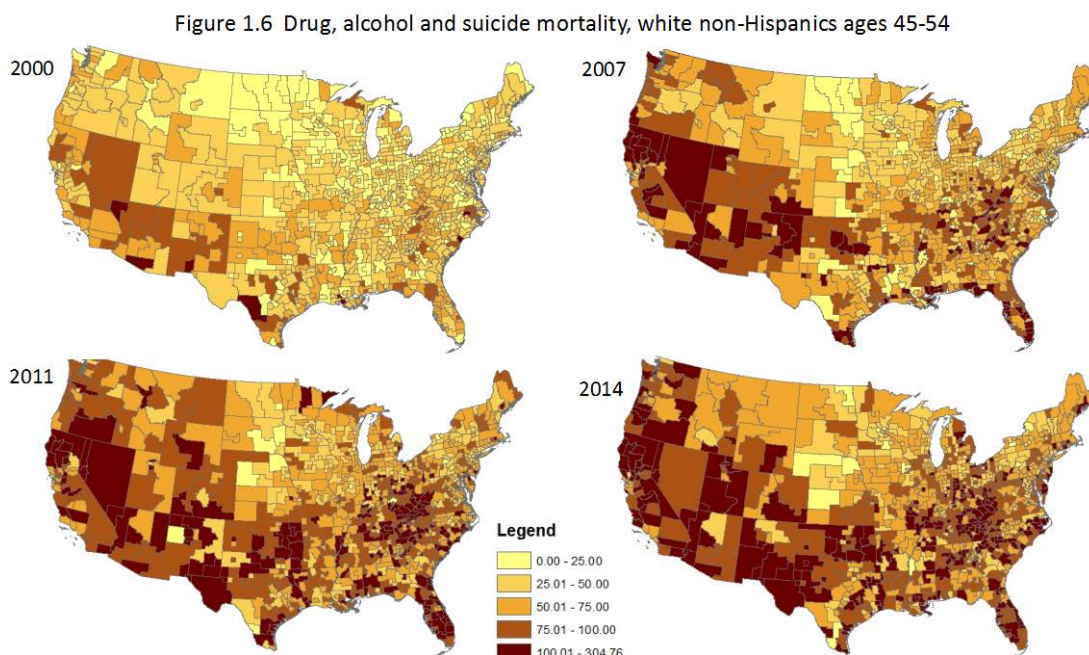 Figure 1.6 Drug, alcohol and suicide mortality, white non-Hispanics ages 45-54
2000
2007
2011
2014
Legend
0.00 - 25.00
25.01 - 50.00
50.01 - 75.00
75.01 - 100.00
100.01 - 304.76